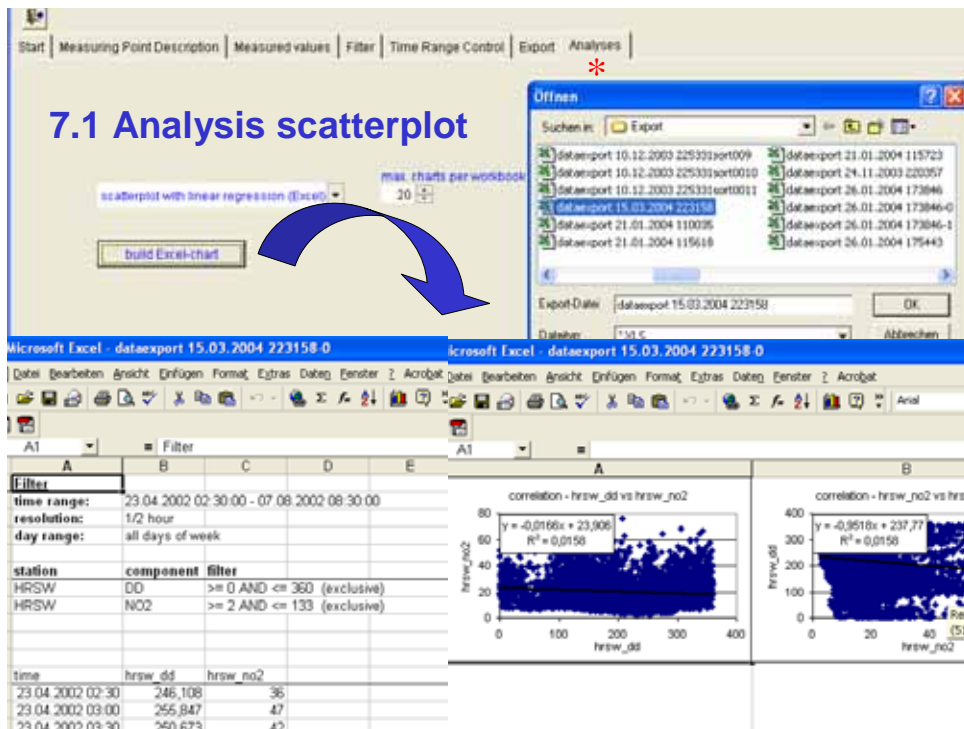 Start Measuring Point Description Measured values Filter Time Range Control Export Analyses
*
7.1 Analysis scatterplot
max. charts per workbook
scatterplot with linear regression (Excel)
20
build Excel-chart
Öffnen
Suchen in: Export
dataexport 10.12.2003 225331sort009 dataexport 21.01.2004 115723
dataexport 10.12.2003 225331sort0010 dataexport 24.11.2003 220357
dataexport 10.12.2003 225331sort0011 dataexport 26.01.2004 173846
dataexport 15.03.2004 223158 dataexport 26.01.2004 173846-0
dataexport 21.01.2004 110035 dataexport 26.01.2004 173846-1
dataexport 21.01.2004 115618 dataexport 26.01.2004 175443
Export-Datei dataexport 15.03.2004 223158 OK
Dateityp *.XLS Abbrechen
Microsoft Excel - dataexport 15.03.2004 223158-0
Datei Bearbeiten Ansicht Einfügen Format Extras Daten Fenster ? Acrobat
A1 = Filter
A B C D E
Filter
time range: 23.04.2002 02:30:00 - 07.08.2002 08:30:00
resolution: 1/2 hour
day range: all days of week
station component filter
HRSW DD >= 0 AND <= 360 (exclusive)
HRSW NO2 >= 2 AND <= 133 (exclusive)
time hrsw_dd hrsw_no2
23.04.2002 02:30 246,108 36
23.04.2002 03:00 255,847 47
23.04.2002 03:30 250,673 42
icrosoft Excel - dataexport 15.03.2004 223158-0
Datei Bearbeiten Ansicht Einfügen Format Extras Daten Fenster ? Acrobat
Arial
A1 =
A B
correlation - hrsw_dd vs hrsw_no2
y = -0,0166x + 23,906
R² = 0,0158
hrsw_no2
80
60
40
20
0
0 100 200 300 400
hrsw_dd
correlation - hrsw_no2 vs hrs
y = -0,9518x + 237,77
R² = 0,0158
hrsw_dd
400
300
200
100
0
0 20 40
hrsw_no2
Re
(5